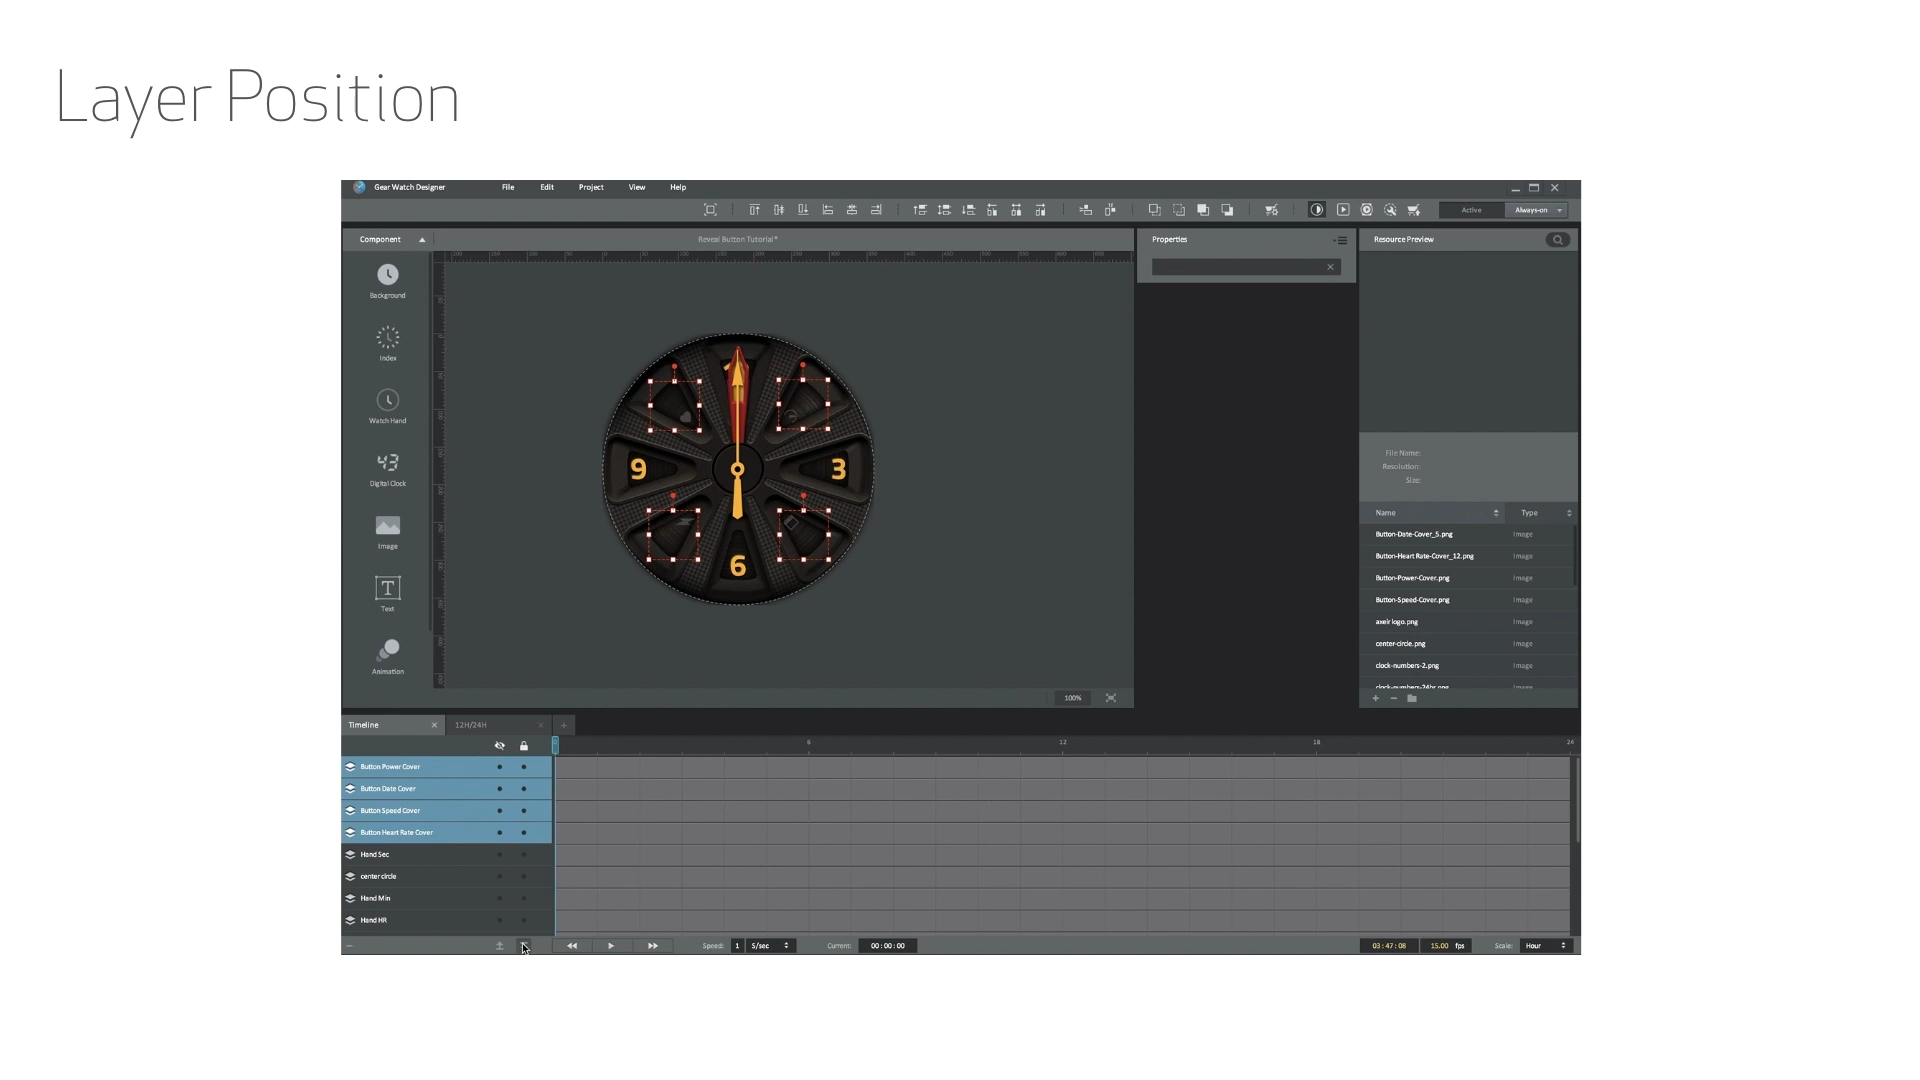 Layer Position
Gear Watch Designer
File
Edit
Project
View
Help
Active
Always-on
Component
Reveal Button Tutorial*
Properties
Resource Preview
Background
Index
Watch Hand
Digital Clock
Image
Text
Animation
9
3
6
File Name:
Resolution:
Size:
Name
Type
Button-Date-Cover_5.png
Image
Button-Heart Rate-Cover_12.png
Image
Button-Power-Cover.png
Image
Button-Speed-Cover.png
Image
axeir logo.png
Image
center-circle.png
Image
clock-numbers-2.png
Image
clock-numbers-24hr.png
100%
Timeline
12H/24H
6
12
18
24
Button Power Cover
Button Date Cover
Button Speed Cover
Button Heart Rate Cover
Hand Sec
center circle
Hand Min
Hand HR
Speed:
1
S/sec
Current:
00:00:00
03:47:08
15.00 fps
Scale:
Hour